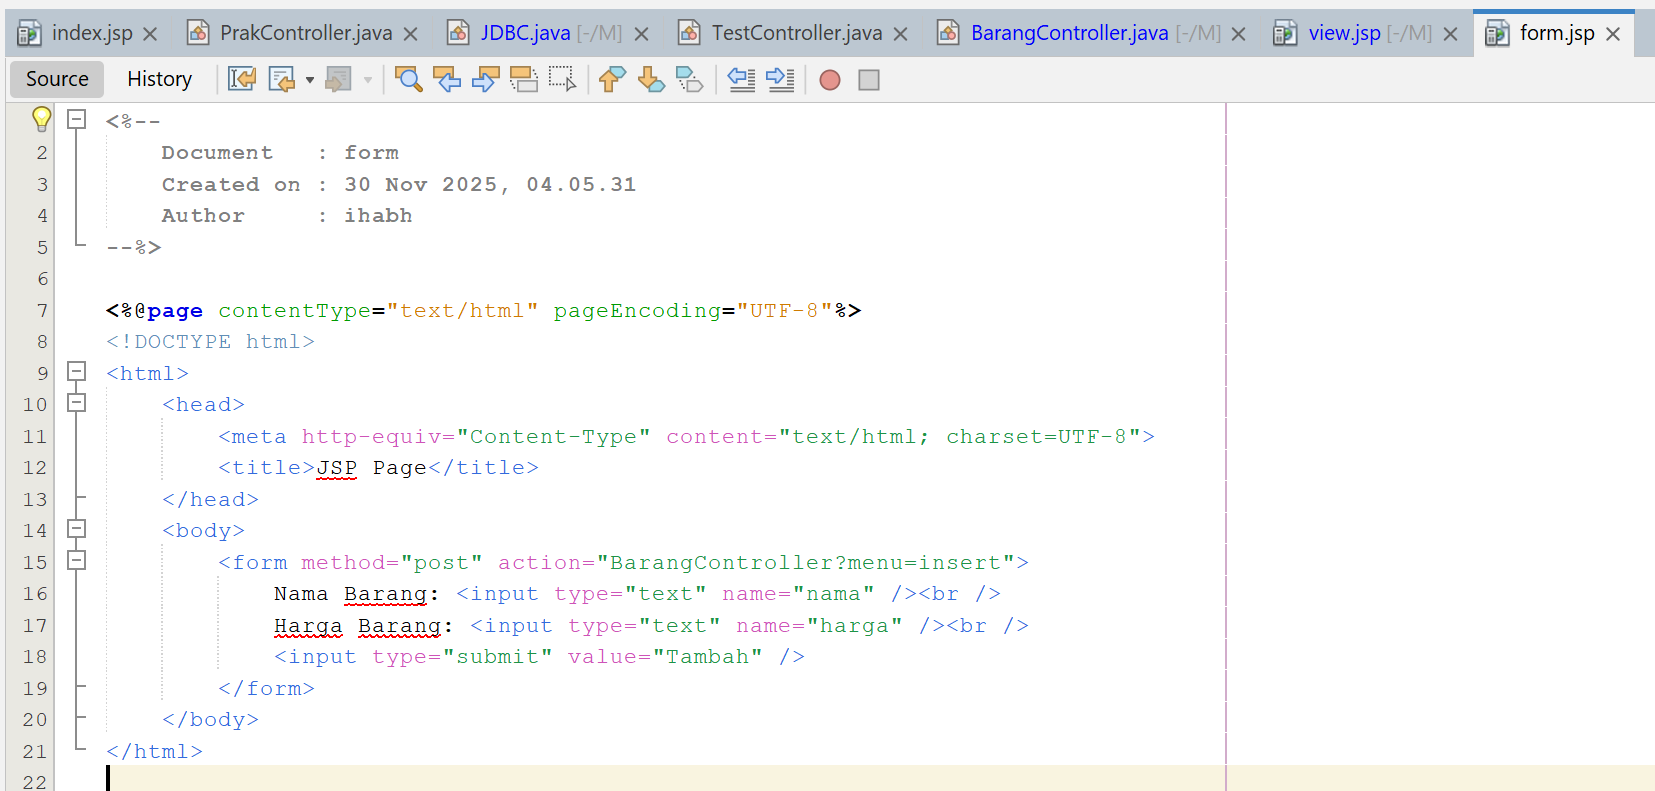 index.jsp PrakController.java JDBC.java [-/M] TestController.java BarangController.java [-/M] view.jsp [-/M] form.jsp
Source History
<%--
2 Document   : form
3 Created on : 30 Nov 2025, 04.05.31
4 Author     : ihabh
5 --%>
6
7 <%@page contentType="text/html" pageEncoding="UTF-8"%>
8 <!DOCTYPE html>
9 <html>
10 <head>
11 <meta http-equiv="Content-Type" content="text/html; charset=UTF-8">
12 <title>JSP Page</title>
13 </head>
14 <body>
15 <form method="post" action="BarangController?menu=insert">
16 Nama Barang: <input type="text" name="nama" /><br />
17 Harga Barang: <input type="text" name="harga" /><br />
18 <input type="submit" value="Tambah" />
19 </form>
20 </body>
21 </html>
22